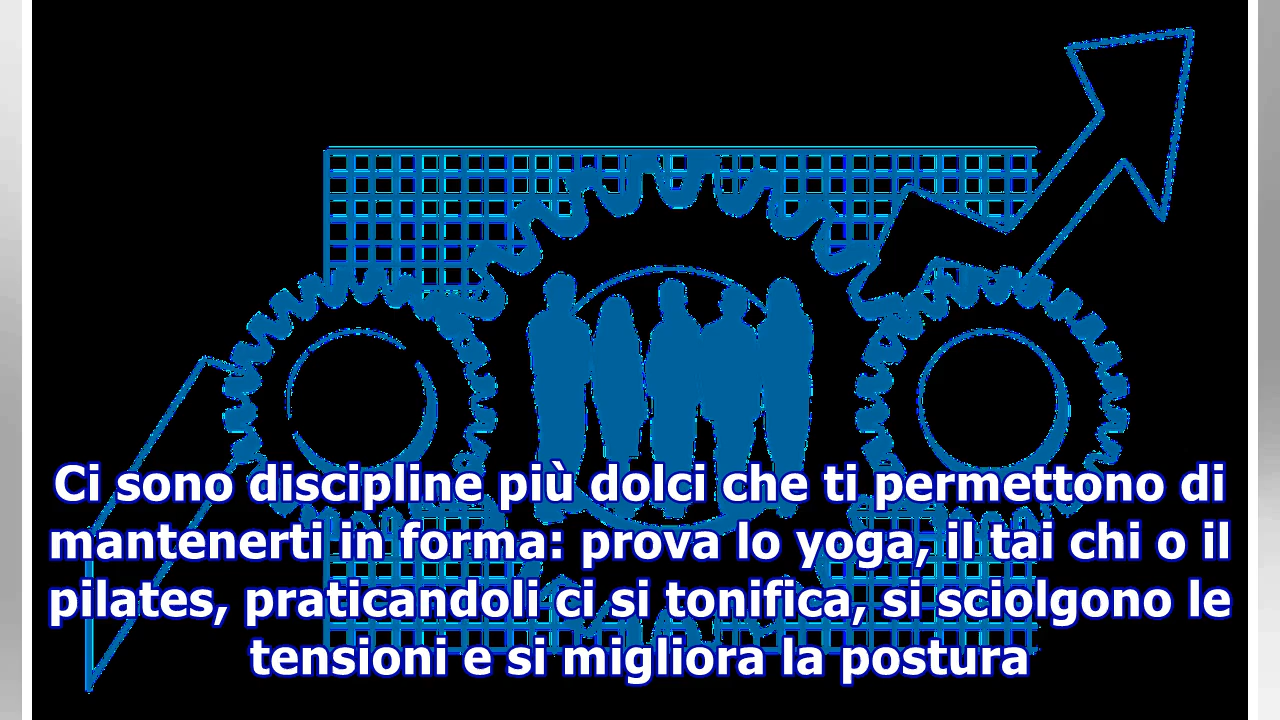 Ci sono discipline più dolci che ti permettono di
mantenerti in forma: prova lo yoga, il tai chi o il
pilates, praticandoli ci si tonifica, si sciolgono le
tensioni e si migliora la postura